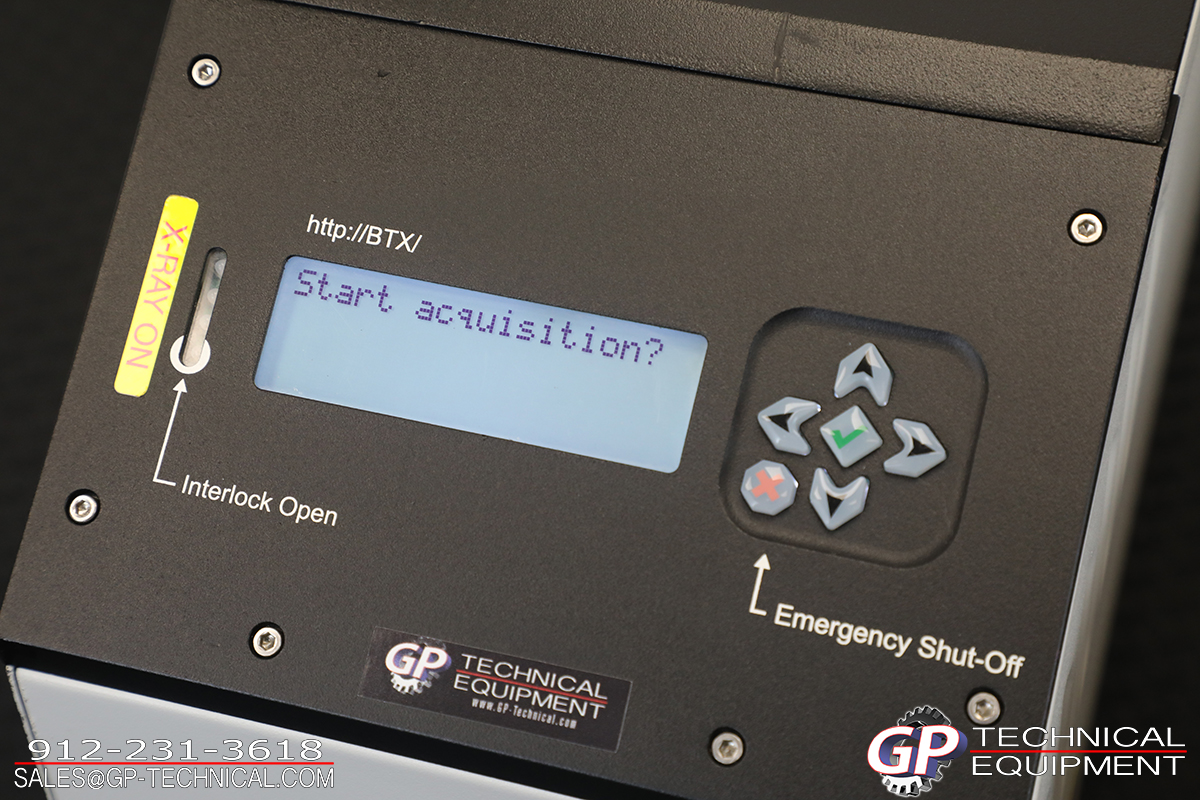 X-RAY ON
http://BTX/
Start acquisition?
Interlock Open
Emergency Shut-Off
GP TECHNICAL
EQUIPMENT
www.GP-Technical.com
912-231-3618
SALES@GP-TECHNICAL.COM
GP TECHNICAL
EQUIPMENT